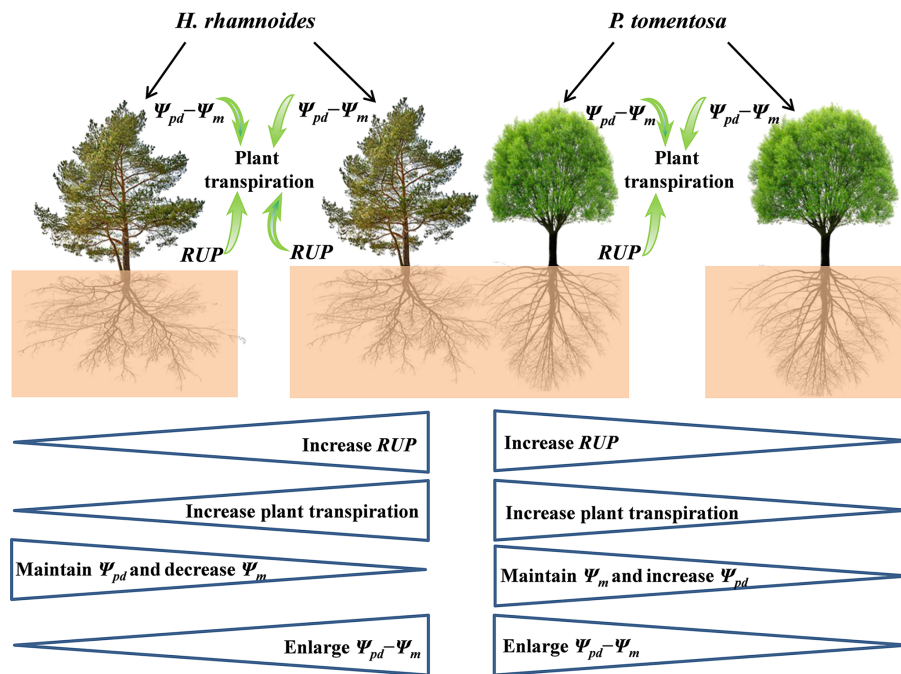 H. rhamnoides
P. tomentosa
Ψpd–Ψm
Ψpd–Ψm
Plant
transpiration
RUP
RUP
Ψpd–Ψm
Ψpd–Ψm
Plant
transpiration
RUP
Increase RUP
Increase RUP
Increase plant transpiration
Increase plant transpiration
Maintain Ψpd and decrease Ψm
Maintain Ψm and increase Ψpd
Enlarge Ψpd–Ψm
Enlarge Ψpd–Ψm